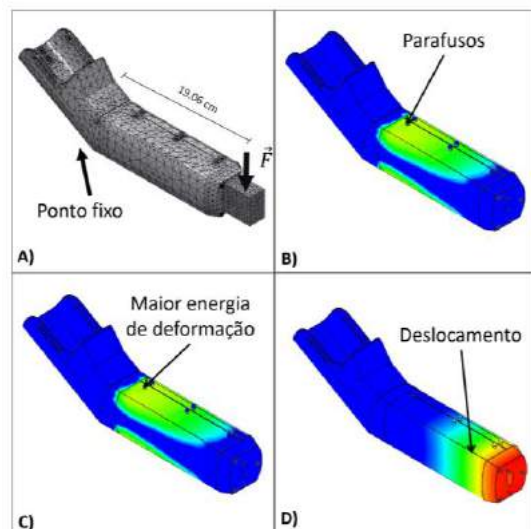 19.06 cm
F
Ponto fixo
A)
Parafusos
B)
Maior energia
de deformação
C)
Deslocamento
D)